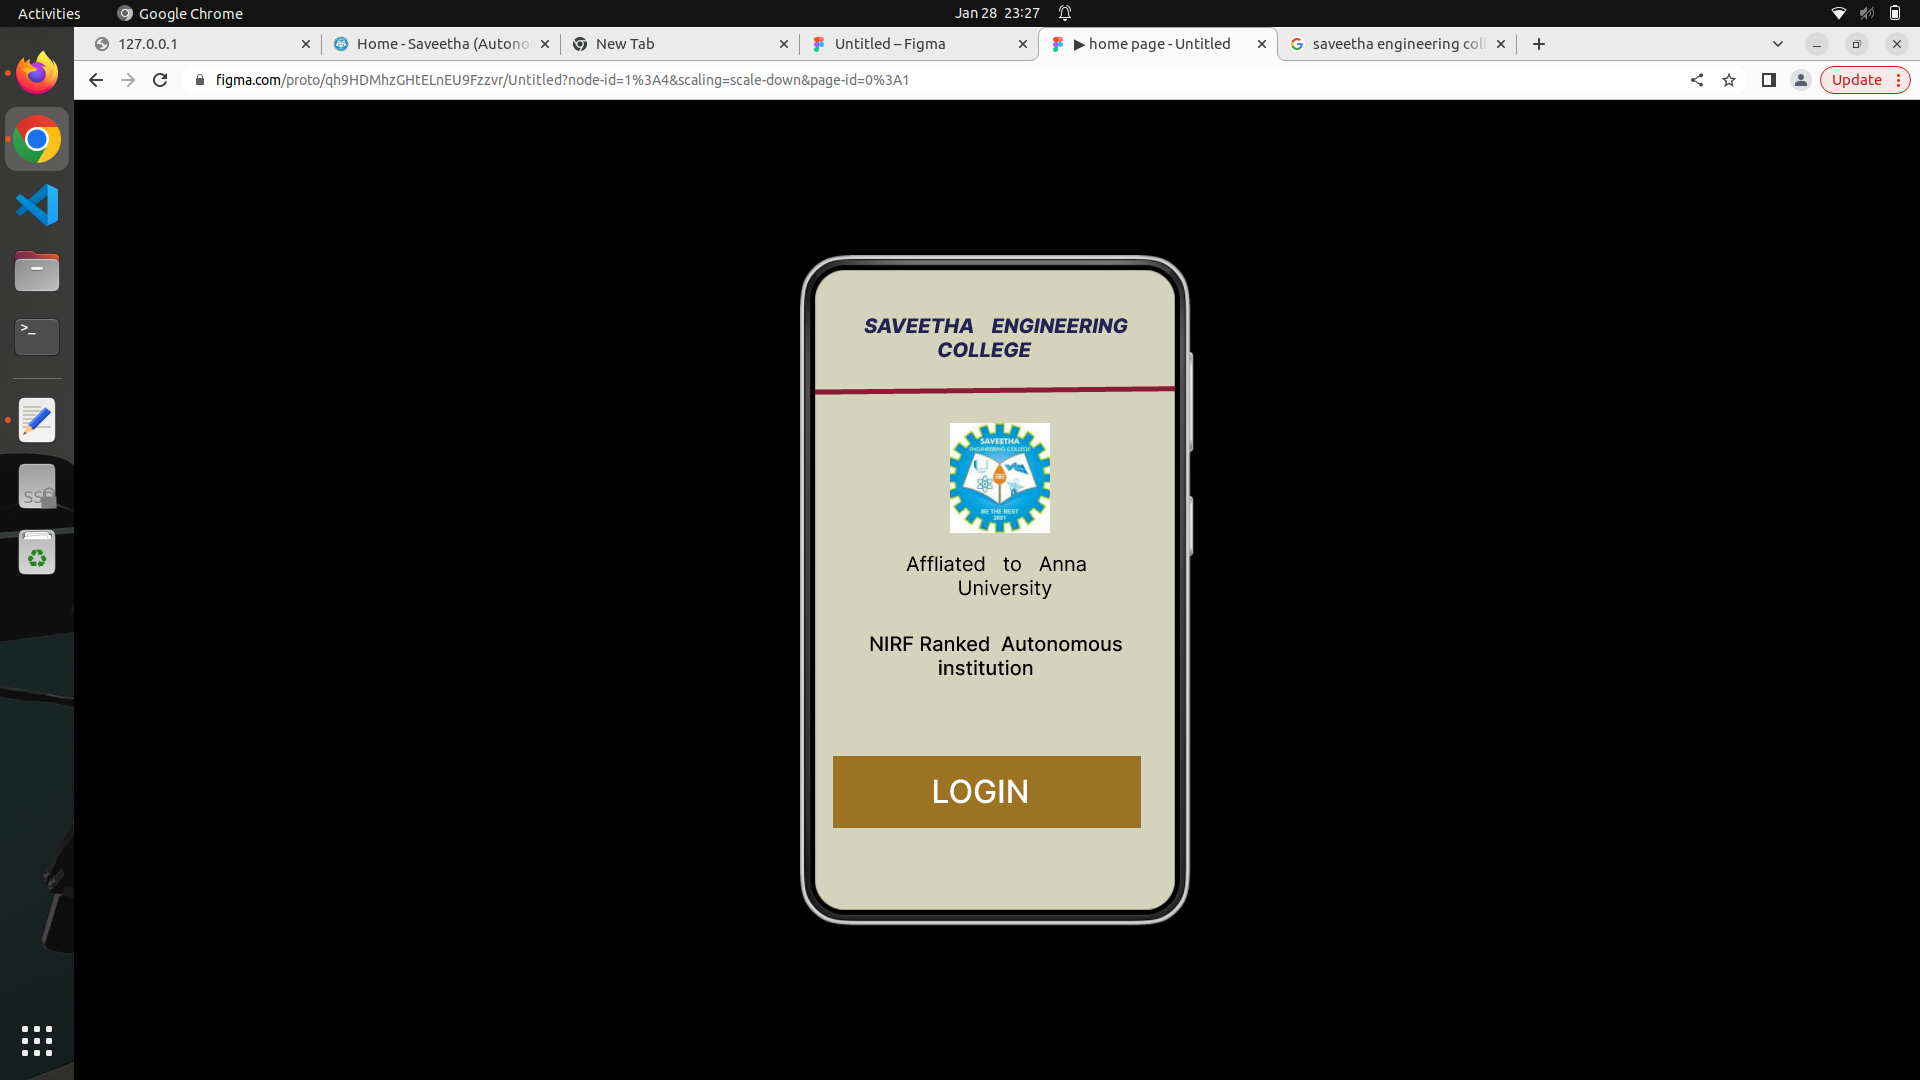 Activities
Google Chrome
Jan 28 23:27
127.0.0.1
Home - Saveetha (Autono
New Tab
Untitled – Figma
▶ home page - Untitled
saveetha engineering coll
figma.com/proto/qh9HDMhzGHtELnEU9Fzzvr/Untitled?node-id=1%3A4&scaling=scale-down&page-id=0%3A1
Update
>_
SSD
SAVEETHA ENGINEERING
COLLEGE
SAVEETHA
ENGINEERING COLLEGE
BE THE BEST
2001
Affliated to Anna
University
NIRF Ranked Autonomous
institution
LOGIN